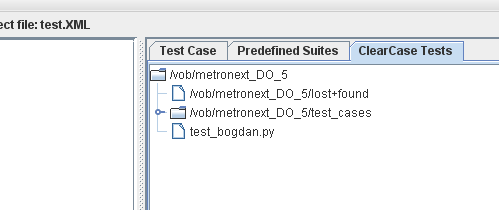 ect file: test.XML
Test Case Predefined Suites ClearCase Tests
/vob/metronext_DO_5
/vob/metronext_DO_5/lost+found
/vob/metronext_DO_5/test_cases
test_bogdan.py